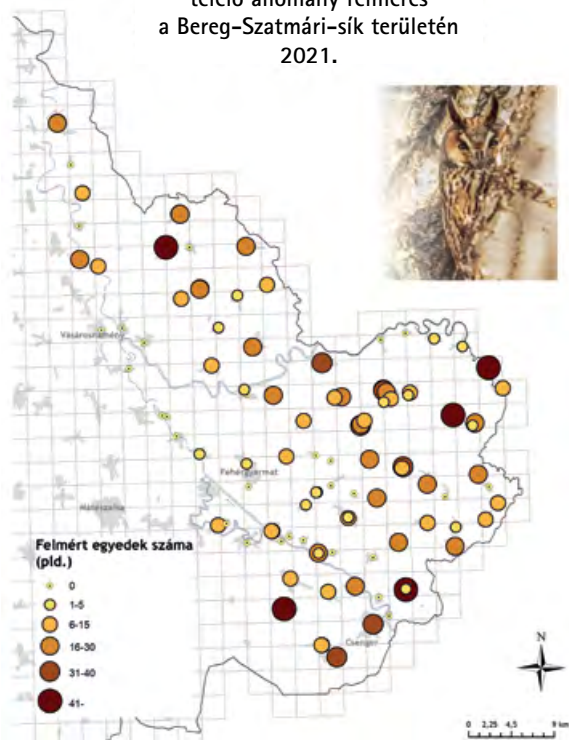 telelő állomány felmérés
a Bereg-Szatmári-sík területén
2021.
Vásárosnamény
Fehérgyarmat
Mátészalka
Felmért egyedek száma
(pld.)
0
1-5
6-15
16-30
31-40
41-
Csenger
N
0 2,25 4,5 9 km